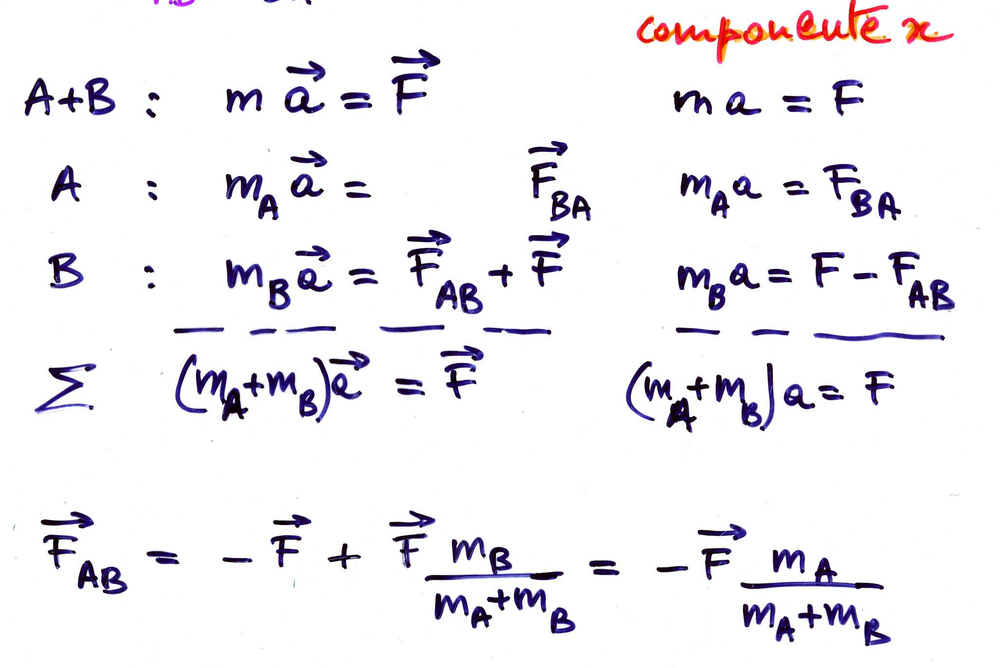 componente x
A+B : m a⃗ = F⃗ ma = F
A : m_A a⃗ = F⃗_BA m_A a = F_BA
B : m_B a⃗ = F⃗_AB + F⃗ m_B a = F - F_AB
Σ (m_A+m_B) a⃗ = F⃗ (m_A+m_B) a = F
F⃗_AB = - F⃗ + F⃗ m_B/(m_A+m_B) = - F⃗ m_A/(m_A+m_B)